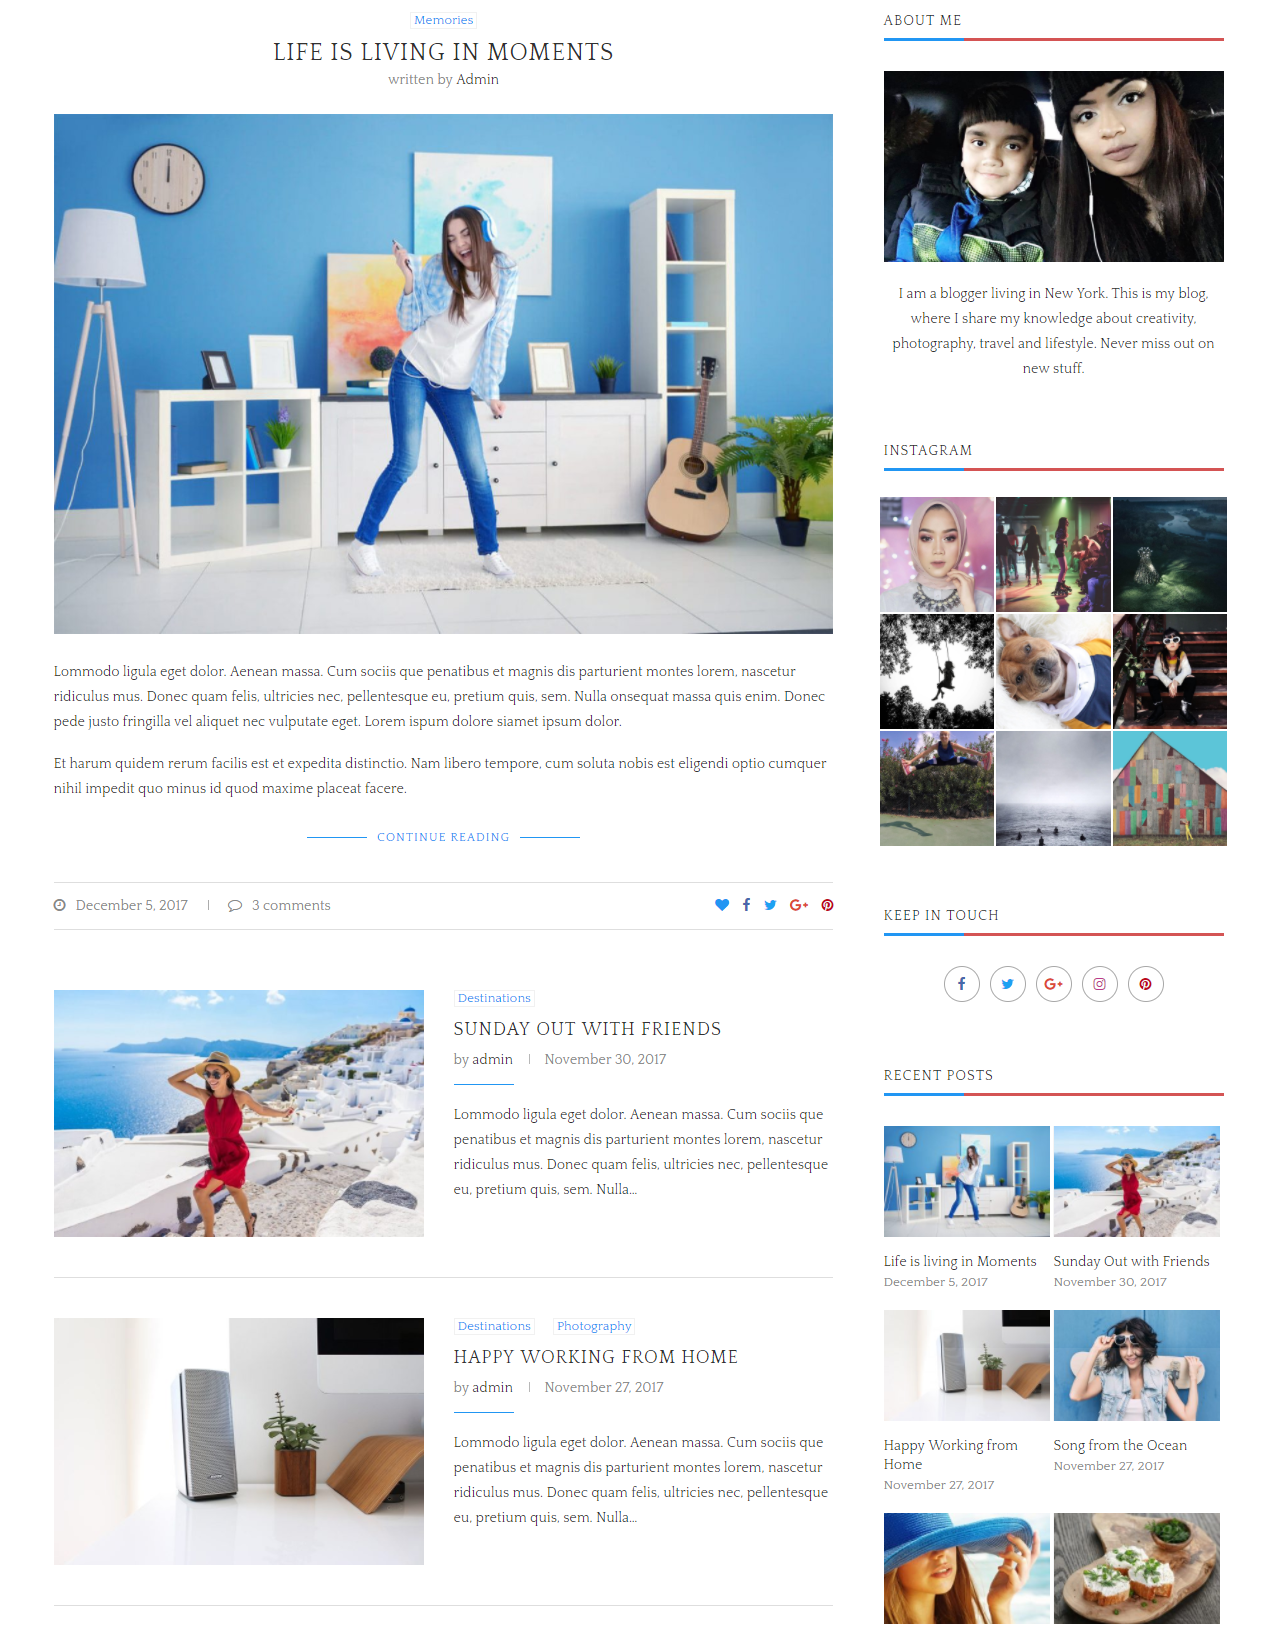 Memories
LIFE IS LIVING IN MOMENTS
written by Admin
Lommodo ligula eget dolor. Aenean massa. Cum sociis que penatibus et magnis dis parturient montes lorem, nascetur
ridiculus mus. Donec quam felis, ultricies nec, pellentesque eu, pretium quis, sem. Nulla onsequat massa quis enim. Donec
pede justo fringilla vel aliquet nec vulputate eget. Lorem ispum dolore siamet ipsum dolor.
Et harum quidem rerum facilis est et expedita distinctio. Nam libero tempore, cum soluta nobis est eligendi optio cumquer
nihil impedit quo minus id quod maxime placeat facere.
CONTINUE READING
December 5, 2017
3 comments
Destinations
SUNDAY OUT WITH FRIENDS
by admin
November 30, 2017
Lommodo ligula eget dolor. Aenean massa. Cum sociis que
penatibus et magnis dis parturient montes lorem, nascetur
ridiculus mus. Donec quam felis, ultricies nec, pellentesque
eu, pretium quis, sem. Nulla...
Destinations
Photography
HAPPY WORKING FROM HOME
by admin
November 27, 2017
Lommodo ligula eget dolor. Aenean massa. Cum sociis que
penatibus et magnis dis parturient montes lorem, nascetur
ridiculus mus. Donec quam felis, ultricies nec, pellentesque
eu, pretium quis, sem. Nulla...
ABOUT ME
I am a blogger living in New York. This is my blog,
where I share my knowledge about creativity,
photography, travel and lifestyle. Never miss out on
new stuff.
INSTAGRAM
KEEP IN TOUCH
RECENT POSTS
Life is living in Moments
December 5, 2017
Sunday Out with Friends
November 30, 2017
Happy Working from
Home
November 27, 2017
Song from the Ocean
November 27, 2017